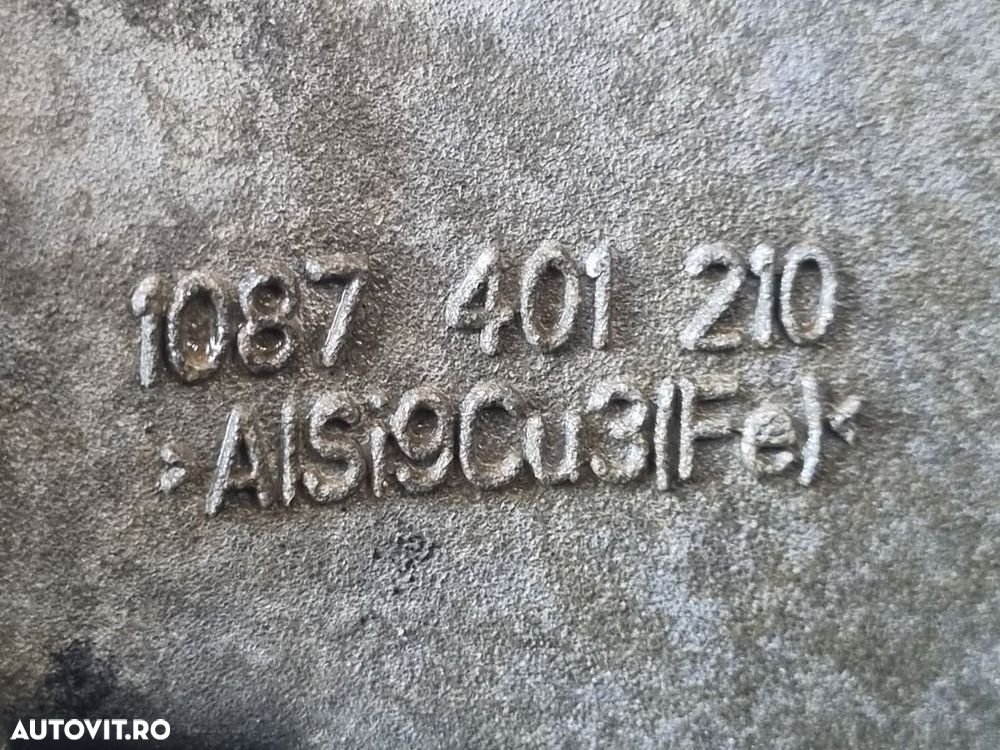 1087 401 210
>AlSi9Cu3(Fe)<
AUTOVIT.RO